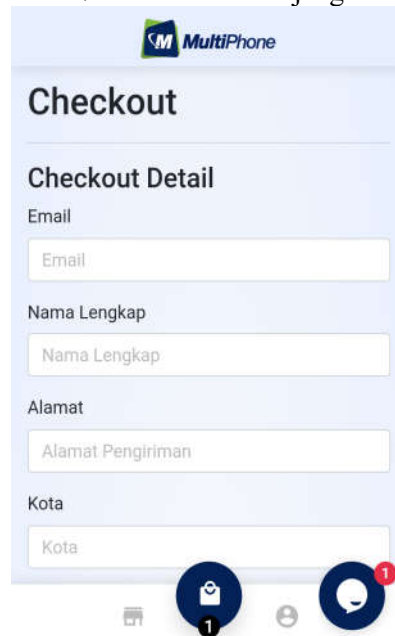 MultiPhone
Checkout
Checkout Detail
Email
Email
Nama Lengkap
Nama Lengkap
Alamat
Alamat Pengiriman
Kota
Kota
1
1